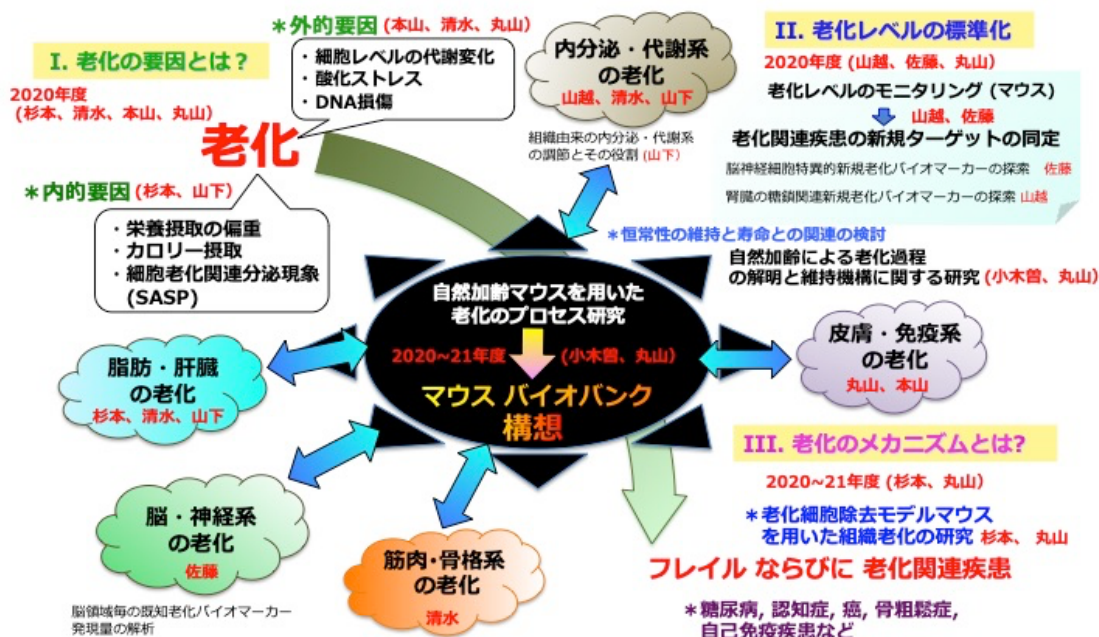 I. 老化の要因とは？
2020年度
(杉本、清水、本山、丸山)
老化
＊外的要因 (本山、清水、丸山)
・細胞レベルの代謝変化
・酸化ストレス
・DNA損傷
＊内的要因 (杉本、山下)
・栄養摂取の偏重
・カロリー摂取
・細胞老化関連分泌現象
(SASP)
内分泌・代謝系
の老化
山越、清水、山下
組織由来の内分泌・代謝系
の調節とその役割 (山下)
II. 老化レベルの標準化
2020年度 (山越、佐藤、丸山)
老化レベルのモニタリング (マウス)
山越、佐藤
老化関連疾患の新規ターゲットの同定
脳神経細胞特異的新規老化バイオマーカーの探索 佐藤
腎臓の糖鎖関連新規老化バイオマーカーの探索 山越
＊恒常性の維持と寿命との関連の検討
自然加齢による老化過程
の解明と維持機構に関する研究 (小木曽、丸山)
自然加齢マウスを用いた
老化のプロセス研究
2020~21年度 (小木曽、丸山)
マウス バイオバンク
構想
脂肪・肝臓
の老化
杉本、清水、山下
皮膚・免疫系
の老化
丸山、本山
脳・神経系
の老化
佐藤
脳領域毎の既知老化バイオマーカー
発現量の解析
筋肉・骨格系
の老化
清水
III. 老化のメカニズムとは?
2020~21年度 (杉本、丸山)
＊老化細胞除去モデルマウス
を用いた組織老化の研究 杉本、丸山
フレイル ならびに 老化関連疾患
＊糖尿病, 認知症, 癌, 骨粗鬆症,
自己免疫疾患など